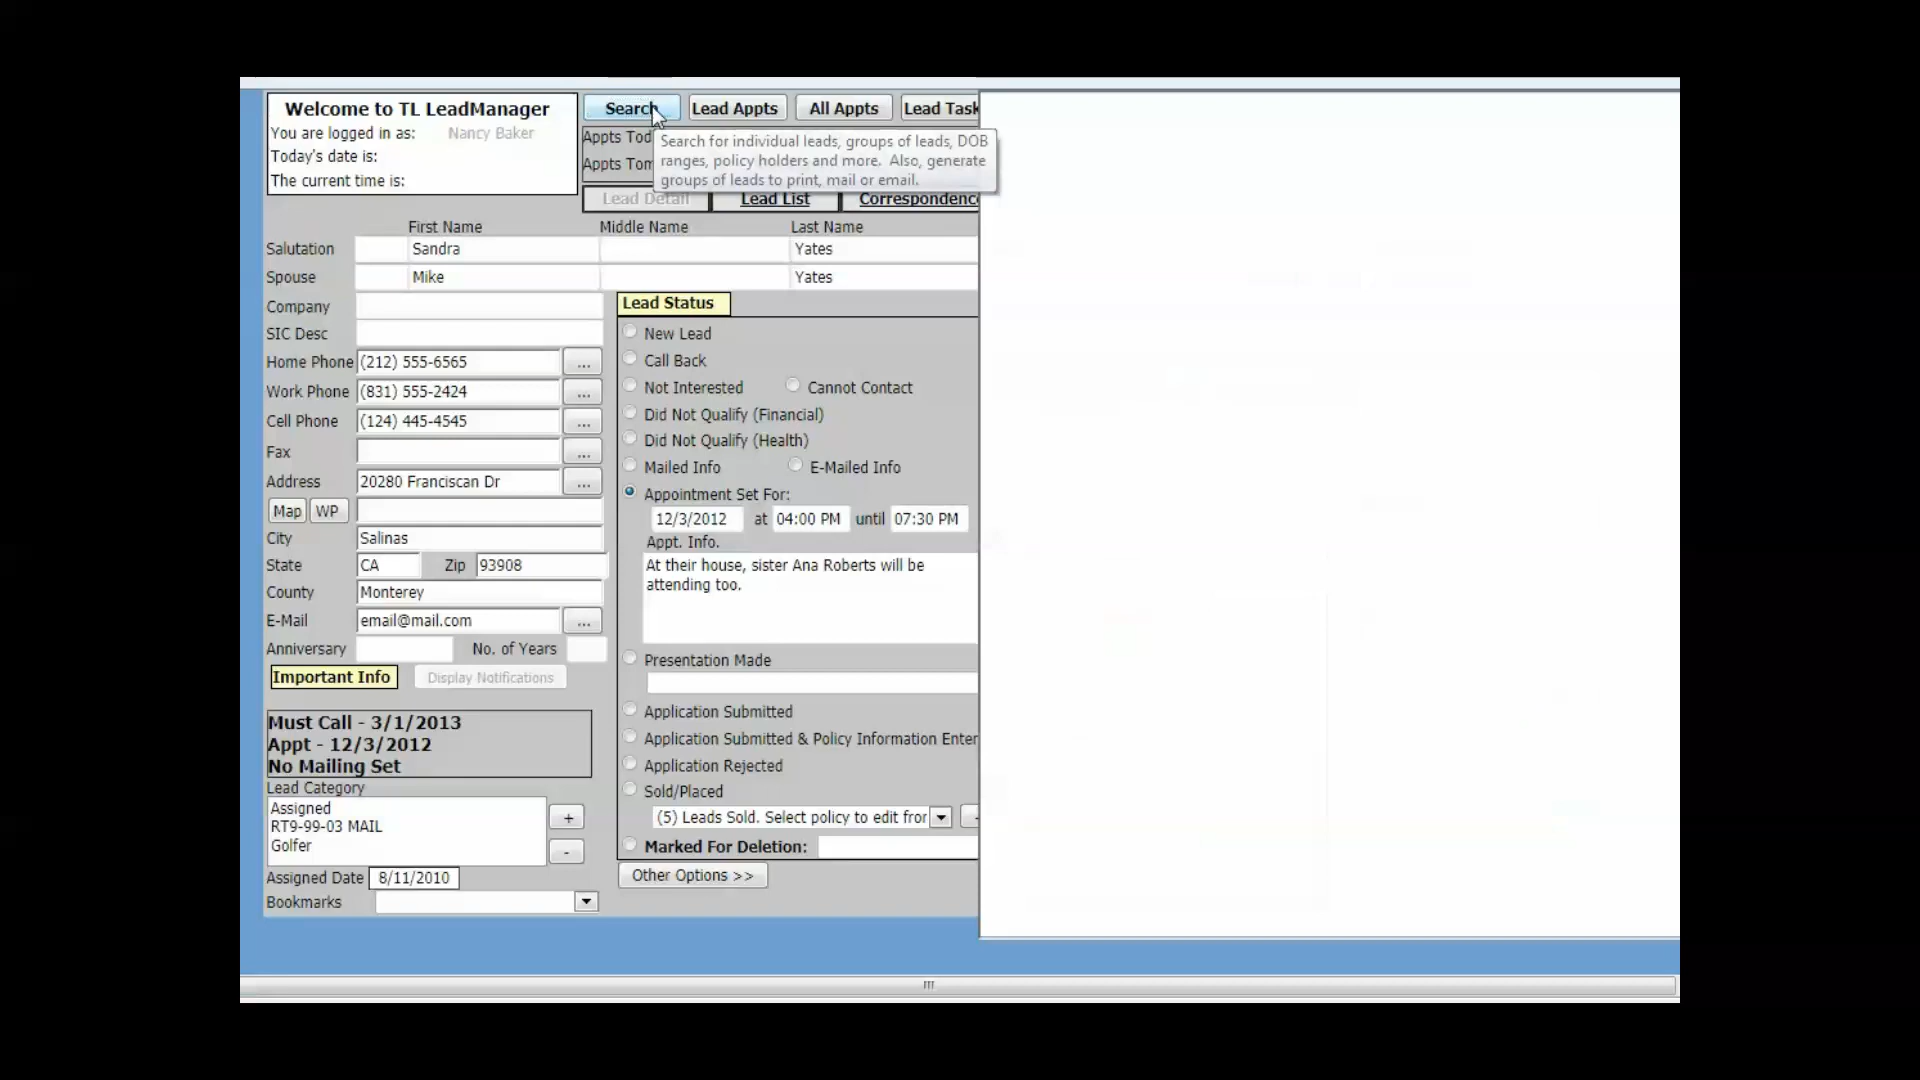 Welcome to TL LeadManager
You are logged in as: Nancy Baker
Today's date is:
The current time is:
Search
Lead Appts
All Appts
Lead Task
Appts Tod
Appts Tom
Search for individual leads, groups of leads, DOB
ranges, policy holders and more. Also, generate
groups of leads to print, mail or email.
Lead Detail
Lead List
Correspondence
First Name Middle Name Last Name
Salutation Sandra Yates
Spouse Mike Yates
Company
SIC Desc
Home Phone (212) 555-6565 ...
Work Phone (831) 555-2424 ...
Cell Phone (124) 445-4545 ...
Fax ...
Address 20280 Franciscan Dr ...
Map WP
City Salinas
State CA Zip 93908
County Monterey
E-Mail email@mail.com ...
Anniversary No. of Years
Important Info Display Notifications
Must Call - 3/1/2013
Appt - 12/3/2012
No Mailing Set
Lead Category
Assigned
RT9-99-03 MAIL
Golfer
+
-
Assigned Date 8/11/2010
Bookmarks
Lead Status
New Lead
Call Back
Not Interested Cannot Contact
Did Not Qualify (Financial)
Did Not Qualify (Health)
Mailed Info E-Mailed Info
Appointment Set For:
12/3/2012 at 04:00 PM until 07:30 PM
Appt. Info.
At their house, sister Ana Roberts will be
attending too.
Presentation Made
Application Submitted
Application Submitted & Policy Information Enter
Application Rejected
Sold/Placed
(5) Leads Sold. Select policy to edit fror
Marked For Deletion:
Other Options >>